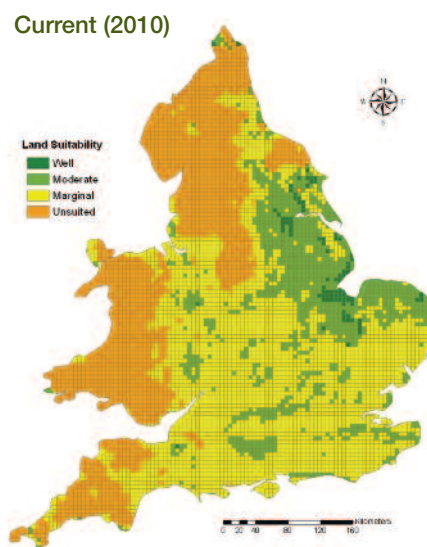 Current (2010)
N
W E
S
Land Suitability
Well
Moderate
Marginal
Unsuited
Kilometers
0 20 40 80 120 160